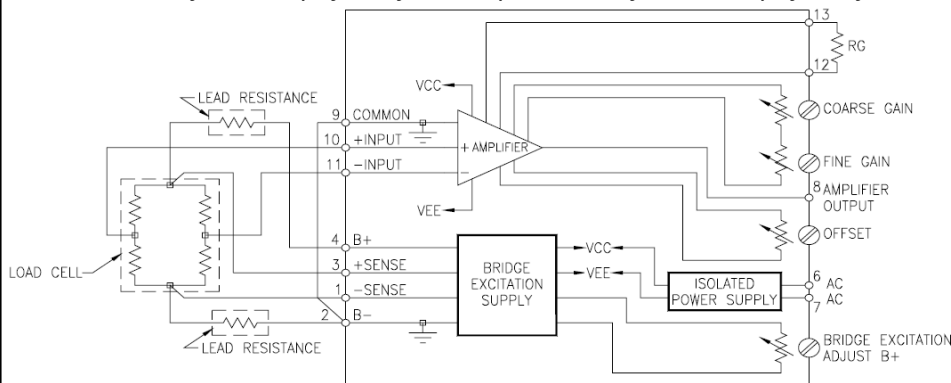 13
RG
12
VCC
LEAD RESISTANCE
COARSE GAIN
9 COMMON
10 +INPUT
+ AMPLIFIER
11 -INPUT
-
FINE GAIN
8 AMPLIFIER
OUTPUT
VEE
OFFSET
4 B+
VCC
3 +SENSE
BRIDGE
EXCITATION
SUPPLY
VEE
LOAD CELL
ISOLATED
POWER SUPPLY
6 AC
7 AC
1 -SENSE
2 B-
LEAD RESISTANCE
BRIDGE EXCITATION
ADJUST B+